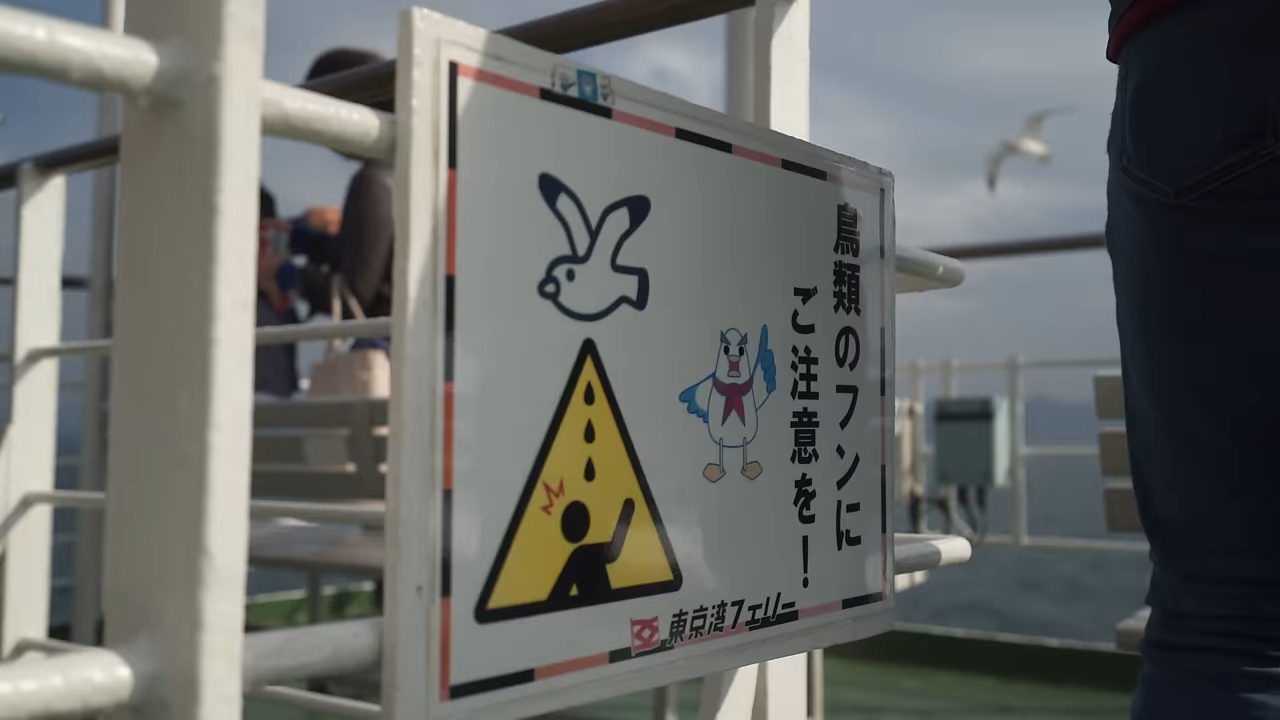 鳥類のフンに
ご注意を！
東京湾フェリー